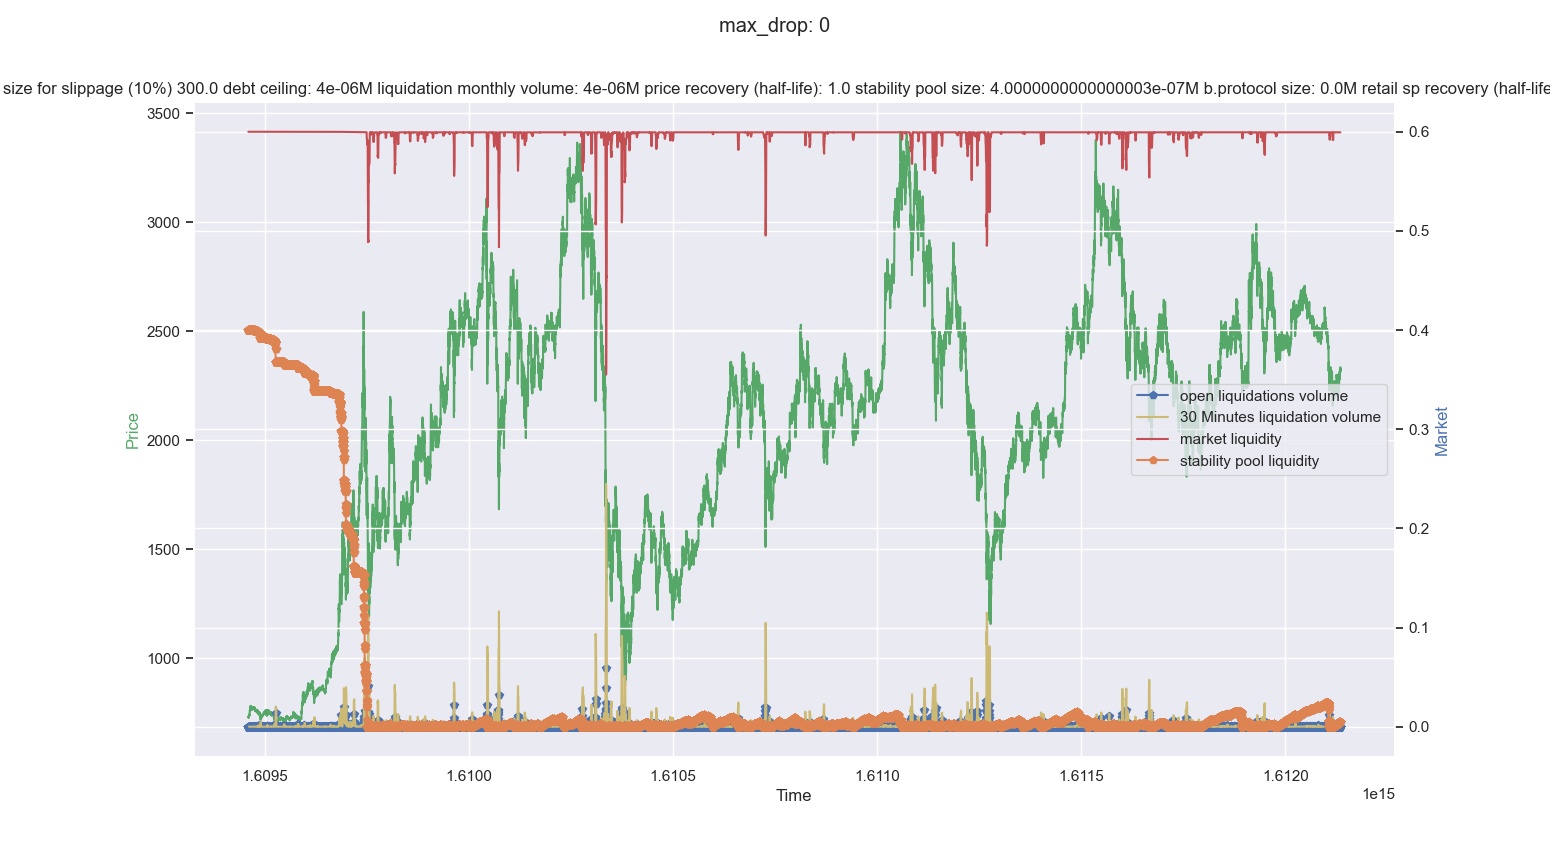 max_drop: 0
size for slippage (10%) 300.0 debt ceiling: 4e-06M liquidation monthly volume: 4e-06M price recovery (half-life): 1.0 stability pool size: 4.0000000000000003e-07M b.protocol size: 0.0M retail sp recovery (half-life
3500
3000
2500
2000
1500
1000
Price
0.6
0.5
0.4
0.3
0.2
0.1
0.0
Market
open liquidations volume
30 Minutes liquidation volume
market liquidity
stability pool liquidity
1.6095
1.6100
1.6105
1.6110
1.6115
1.6120
1e15
Time